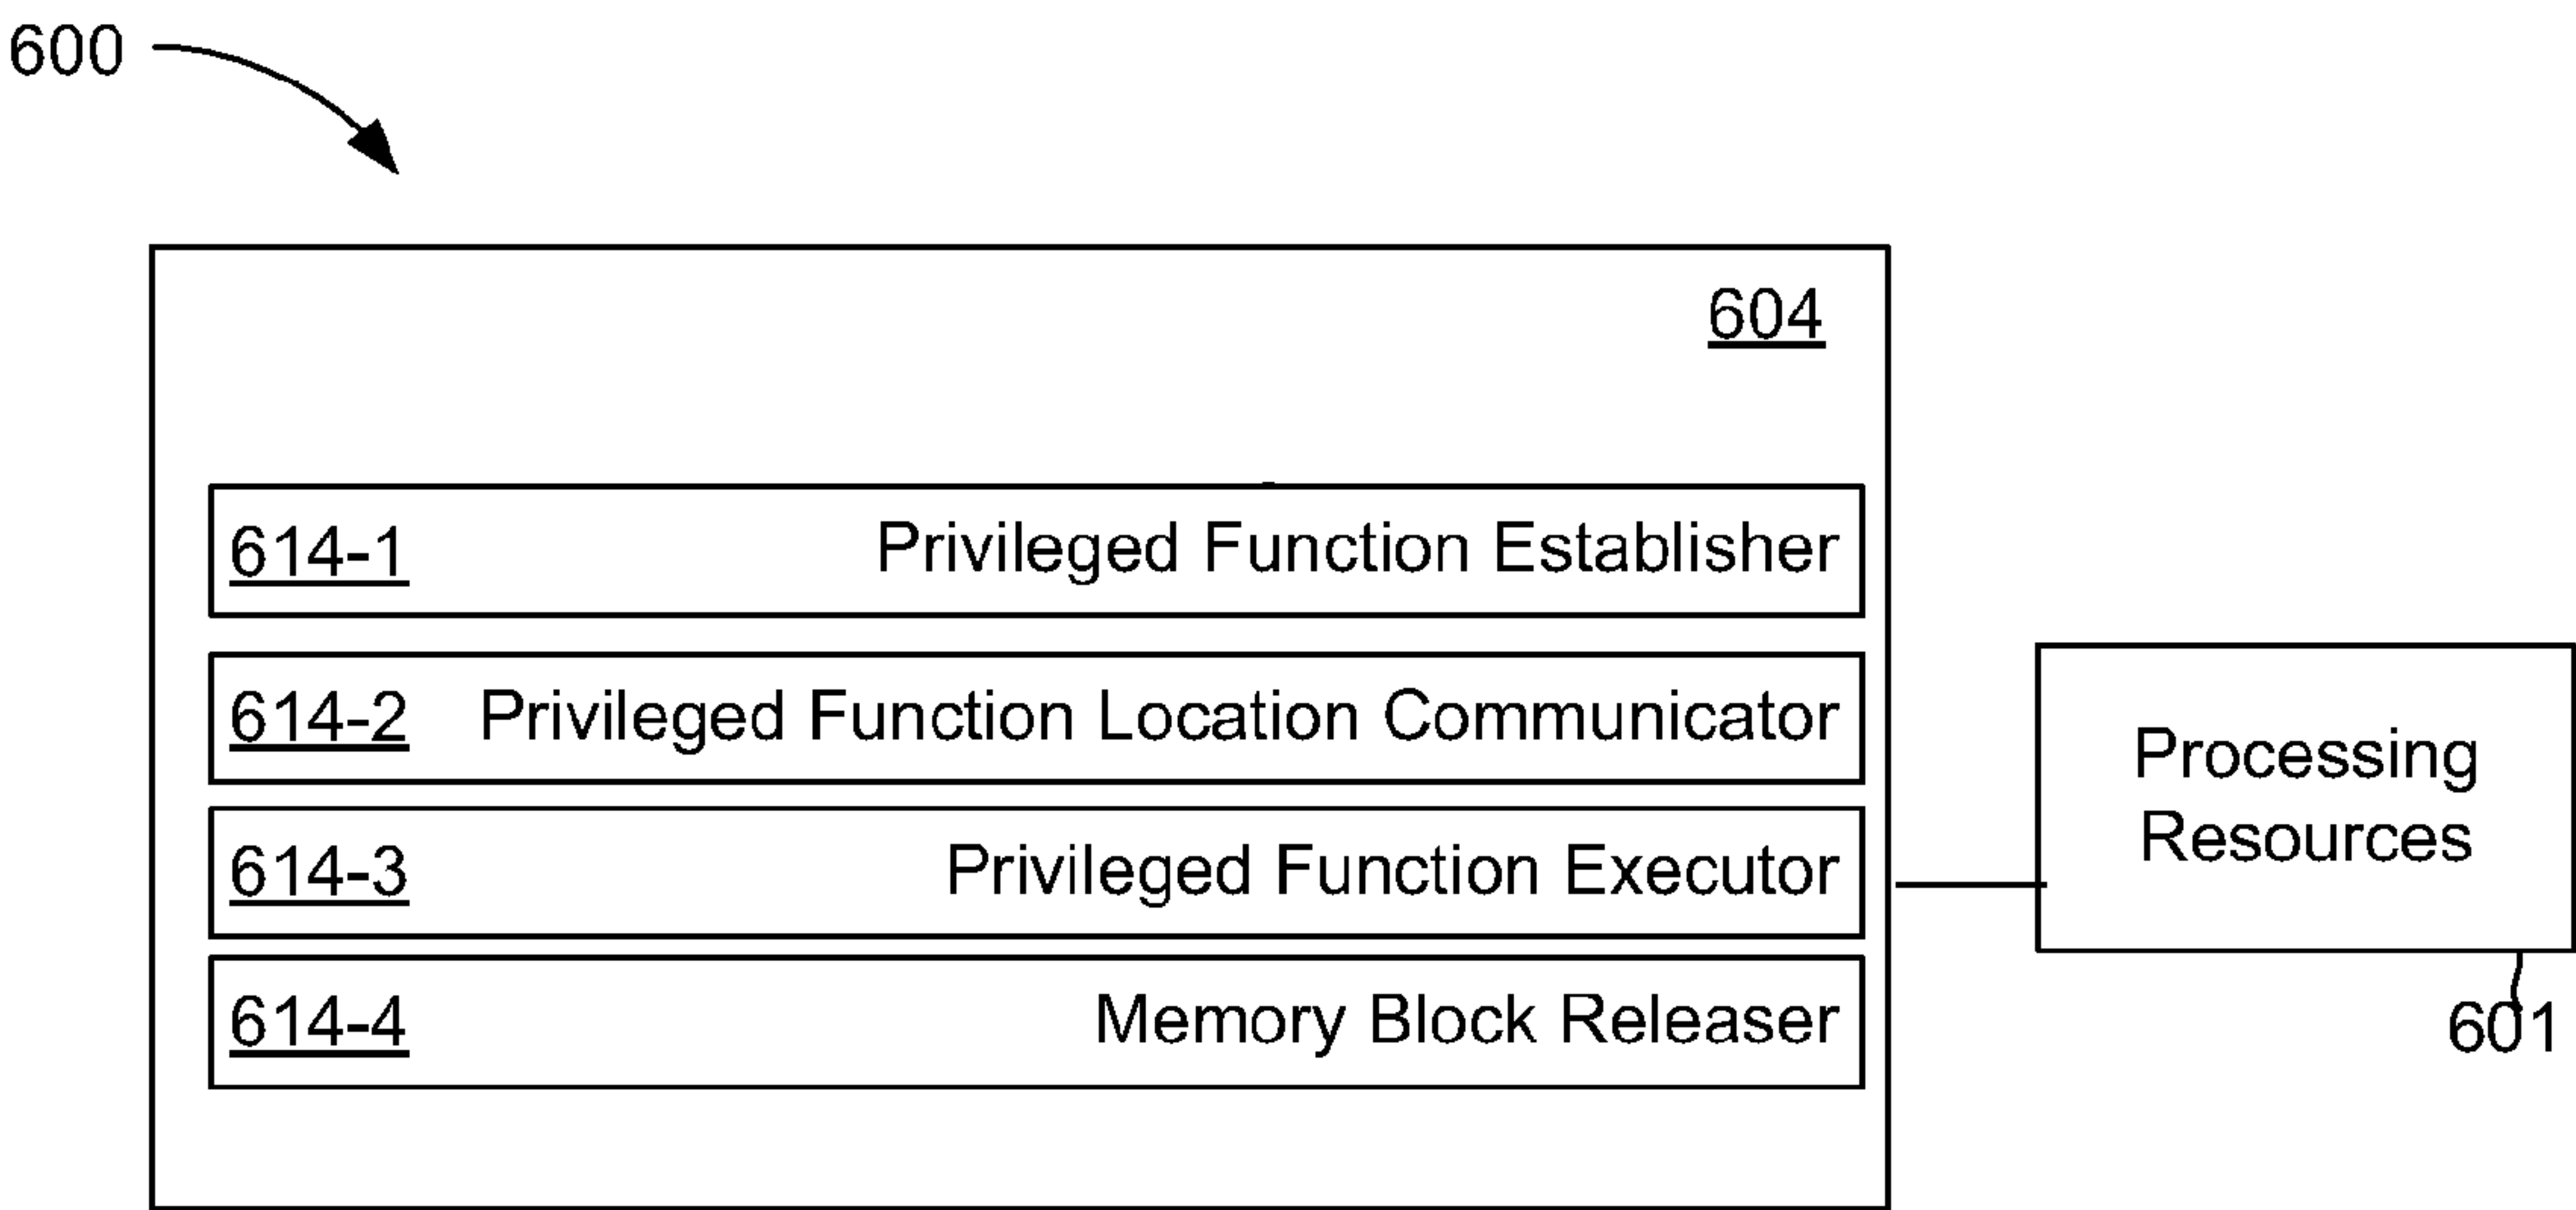 600
604
614-1 Privileged Function Establisher
614-2 Privileged Function Location Communicator
614-3 Privileged Function Executor
614-4 Memory Block Releaser
Processing
Resources
601